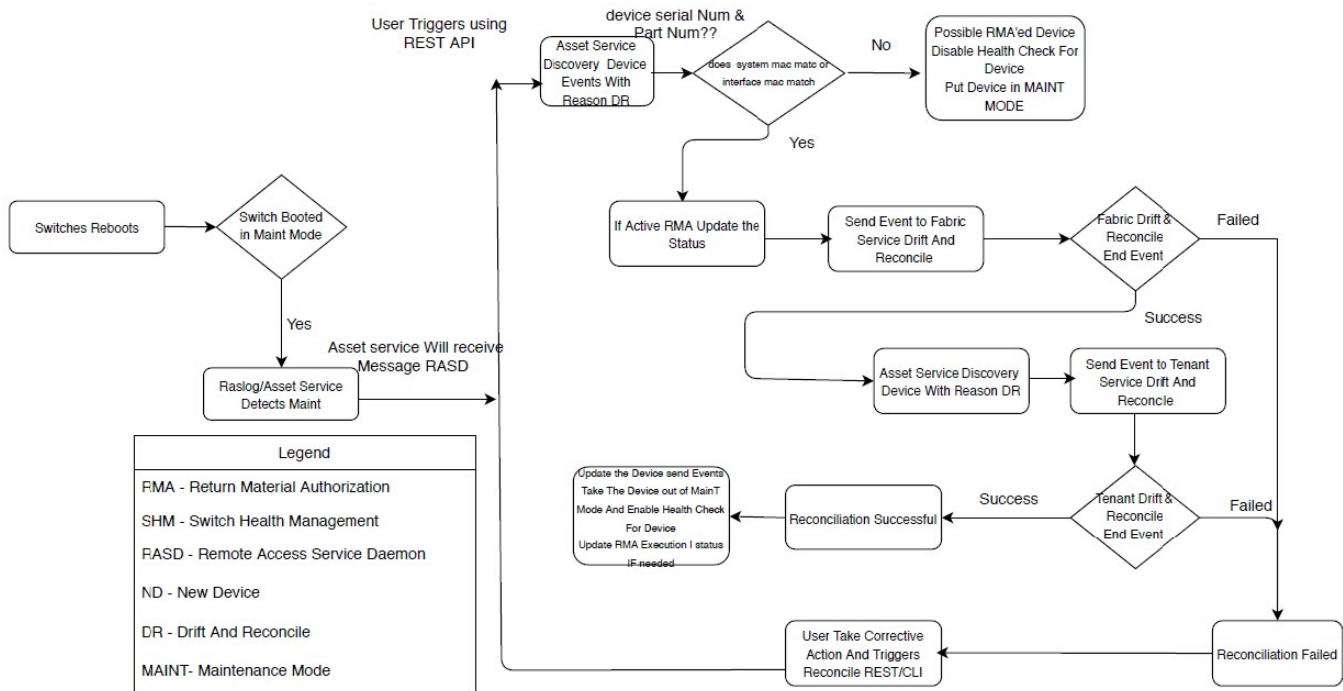 User Triggers using
REST API
device serial Num &
Part Num??
Asset Service
Discovery Device
Events With
Reason DR
does system mac matc or
interface mac match
No
Possible RMA'ed Device
Disable Health Check For
Device
Put Device in MAINT
MODE
Yes
Switches Reboots
Switch Booted
in Maint Mode
If Active RMA Update the
Status
Send Event to Fabric
Service Drift And
Reconcile
Fabric Drift &
Reconcile
End Event
Failed
Yes
Success
Asset service Will receive
Message RASD
Raslog/Asset Service
Detects Maint
Asset Service Discovery
Device With Reason DR
Send Event to Tenant
Service Drift And
Reconcile
Legend
RMA - Return Material Authorization
SHM - Switch Health Management
RASD - Remote Access Service Daemon
ND - New Device
DR - Drift And Reconcile
MAINT- Maintenance Mode
Update the Device send Events
Take The Device out of MainT
Mode And Enable Health Check
For Device
Update RMA Execution I status
IF needed
Reconciliation Successful
Success
Tenant Drift &
Reconcile
End Event
Failed
User Take Corrective
Action And Triggers
Reconcile REST/CLI
Reconciliation Failed